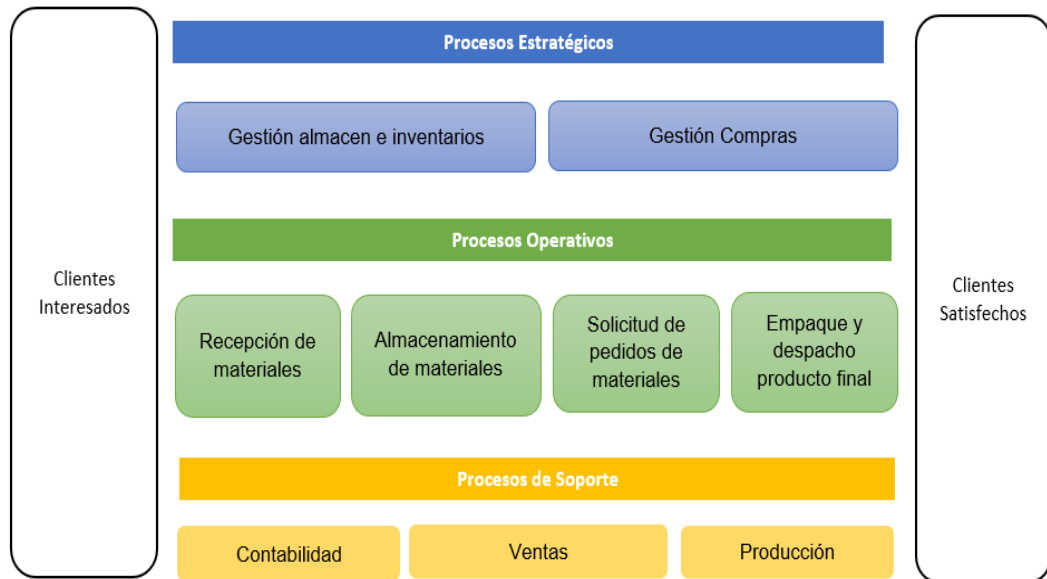 Procesos Estratégicos
Gestión almacen e inventarios
Gestión Compras
Procesos Operativos
Clientes
Interesados
Clientes
Satisfechos
Recepción de
materiales
Almacenamiento
de materiales
Solicitud de
pedidos de
materiales
Empaque y
despacho
producto final
Procesos de Soporte
Contabilidad
Ventas
Producción